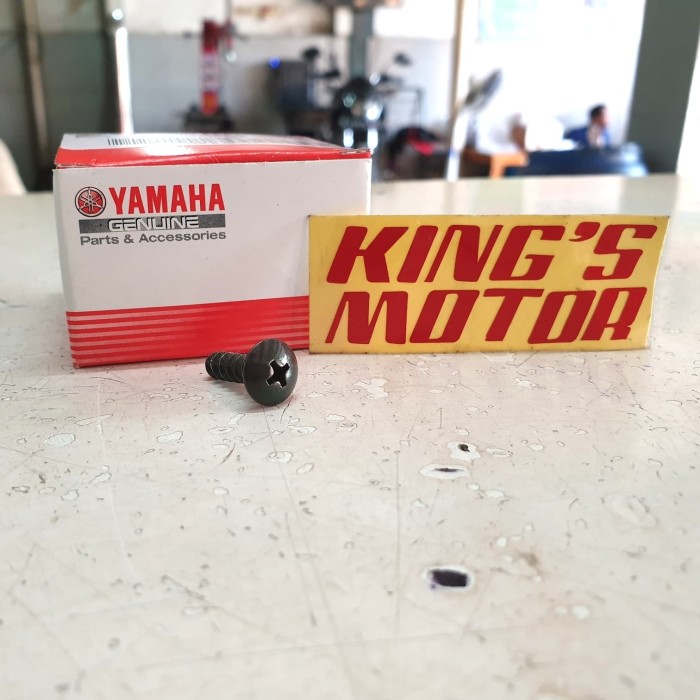 YAMAHA
GENUINE
Parts & Accessories
KING'S
MOTOR